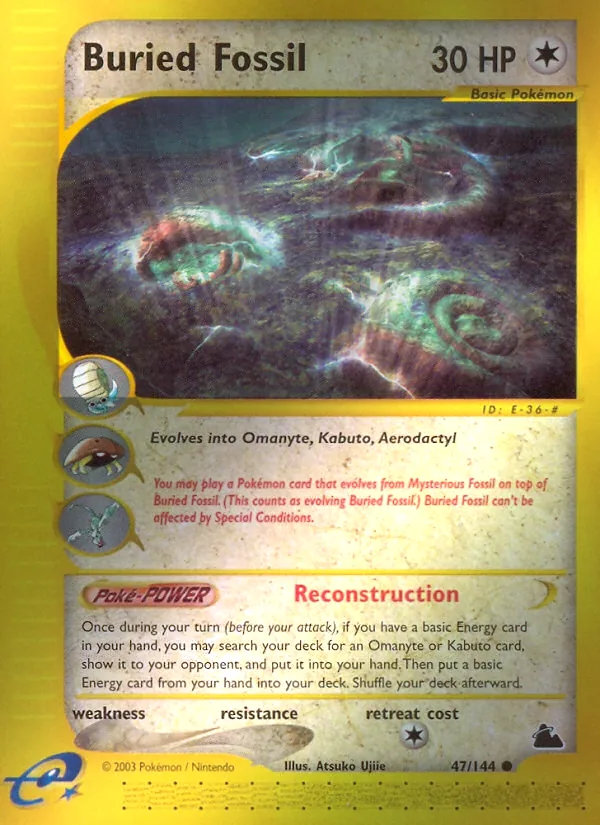 Buried Fossil 30 HP
Basic Pokémon
ID: E-36-#
Evolves into Omanyte, Kabuto, Aerodactyl
You may play a Pokémon card that evolves from Mysterious Fossil on top of
Buried Fossil. (This counts as evolving Buried Fossil.) Buried Fossil can't be
affected by Special Conditions.
Poké-POWER Reconstruction
Once during your turn (before your attack), if you have a basic Energy card
in your hand, you may search your deck for an Omanyte or Kabuto card,
show it to your opponent, and put it into your hand. Then put a basic
Energy card from your hand into your deck. Shuffle your deck afterward.
weakness resistance retreat cost
© 2003 Pokémon / Nintendo Illus. Atsuko Ujiie 47/144
e